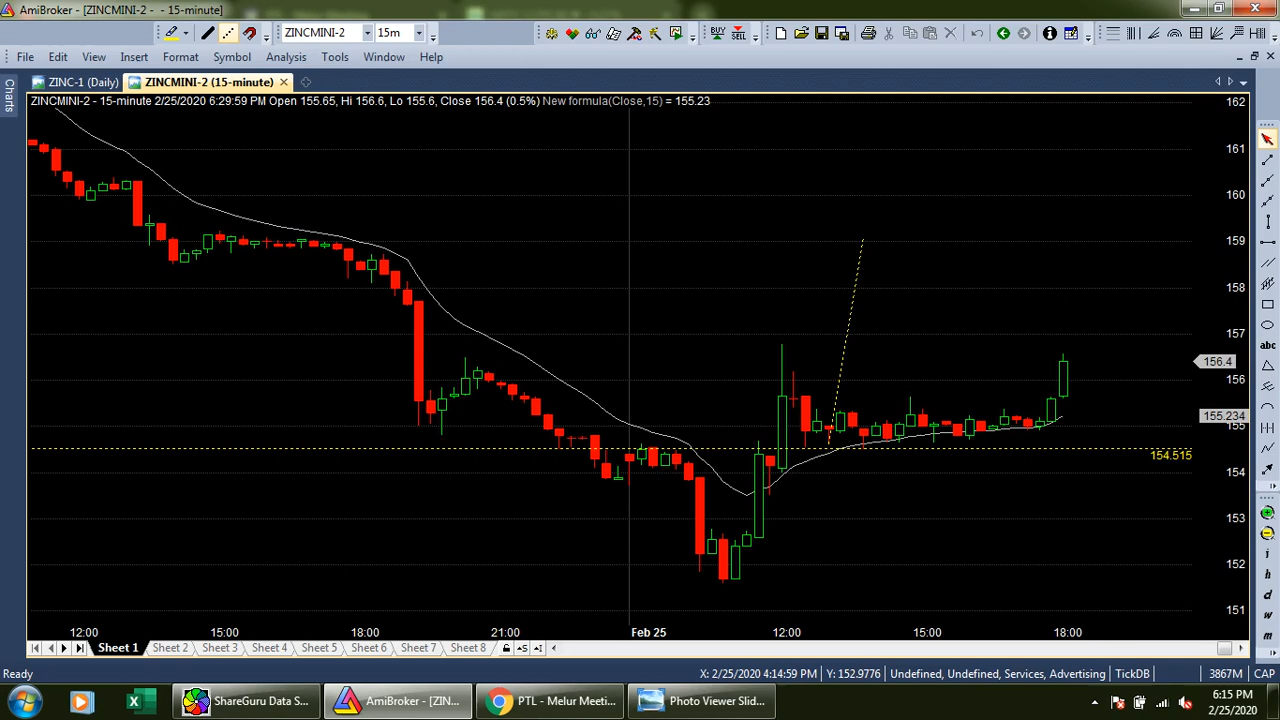 AmiBroker - [ZINCMINI-2 - - 15-minute]
ZINCMINI-2
15m
BUY
SELL
File Edit View Insert Format Symbol Analysis Tools Window Help
Charts
ZINC-1 (Daily)
ZINCMINI-2 (15-minute)
ZINCMINI-2 - 15-minute 2/25/2020 6:29:59 PM Open 155.65, Hi 156.6, Lo 155.6, Close 156.4 (0.5%) New formula(Close,15) = 155.23
162
161
160
159
158
157
156.4
156
155.234
155
154.515
154
153
152
151
abc
i
h
d
w
m
12:00 15:00 18:00 21:00 Feb 25 12:00 15:00 18:00
Sheet 1 Sheet 2 Sheet 3 Sheet 4 Sheet 5 Sheet 6 Sheet 7 Sheet 8
Ready
X: 2/25/2020 4:14:59 PM Y: 152.9776 Undefined, Undefined, Services, Advertising TickDB 3867M CAP
ShareGuru Data S...
AmiBroker - [ZIN...
PTL - Melur Meeti...
Photo Viewer Slid...
6:15 PM
2/25/2020